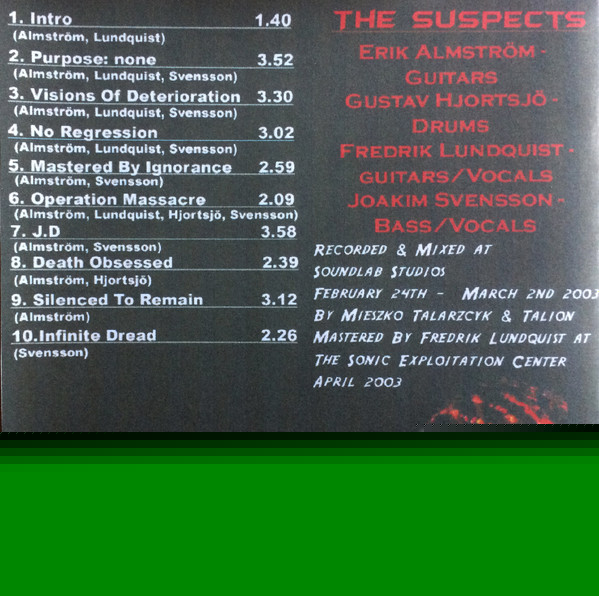 1. Intro 1.40
(Almström, Lundquist)
2. Purpose: none 3.52
(Almström, Lundquist, Svensson)
3. Visions Of Deterioration 3.30
(Almström, Lundquist, Svensson)
4. No Regression 3.02
(Almström, Lundquist, Svensson)
5. Mastered By Ignorance 2.59
(Almström, Svensson)
6. Operation Massacre 2.09
(Almström, Lundquist, Hjortsjö, Svensson)
7. J.D 3.58
(Almström, Svensson)
8. Death Obsessed 2.39
(Almström, Hjortsjö)
9. Silenced To Remain 3.12
(Almström)
10.Infinite Dread 2.26
(Svensson)
THE SUSPECTS
ERIK ALMSTRÖM -
GUITARS
GUSTAV HJORTSJÖ -
DRUMS
FREDRIK LUNDQUIST -
GUITARS/VOCALS
JOAKIM SVENSSON -
BASS/VOCALS
RECORDED & MIXED AT
SOUNDLAB STUDIOS
FEBRUARY 24TH - MARCH 2ND 2003
BY MIESZKO TALARZCYK & TALION
MASTERED BY FREDRIK LUNDQUIST AT
THE SONIC EXPLOITATION CENTER
APRIL 2003